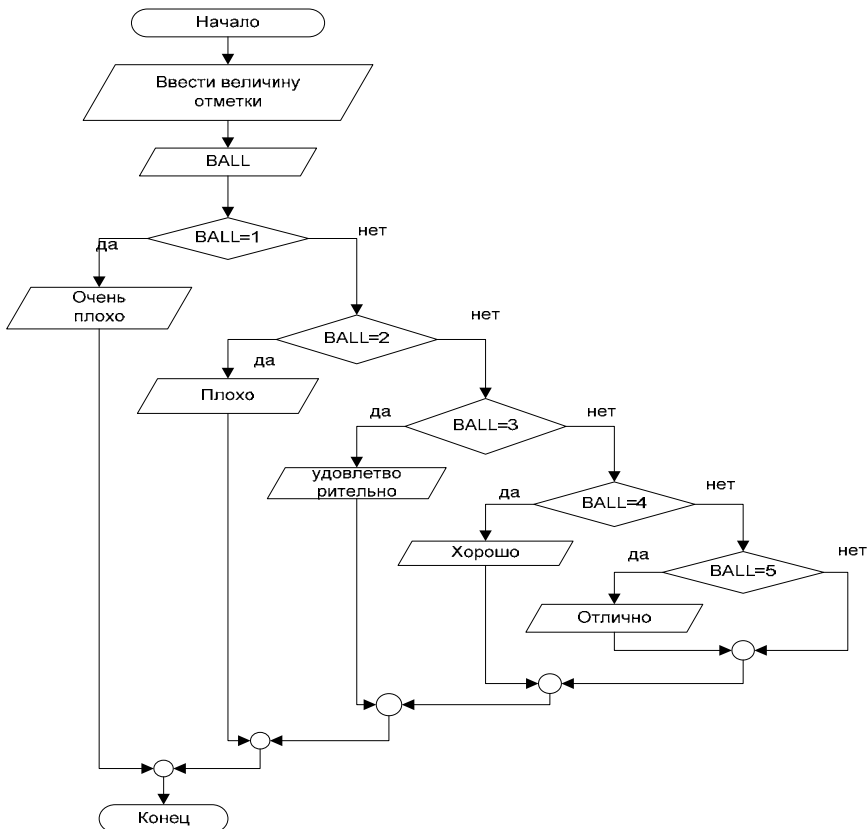 Начало
Ввести величину
отметки
BALL
BALL=1
да
нет
Очень
плохо
BALL=2
да
нет
Плохо
BALL=3
да
нет
удовлетво
рительно
BALL=4
да
нет
Хорошо
BALL=5
да
нет
Отлично
Конец